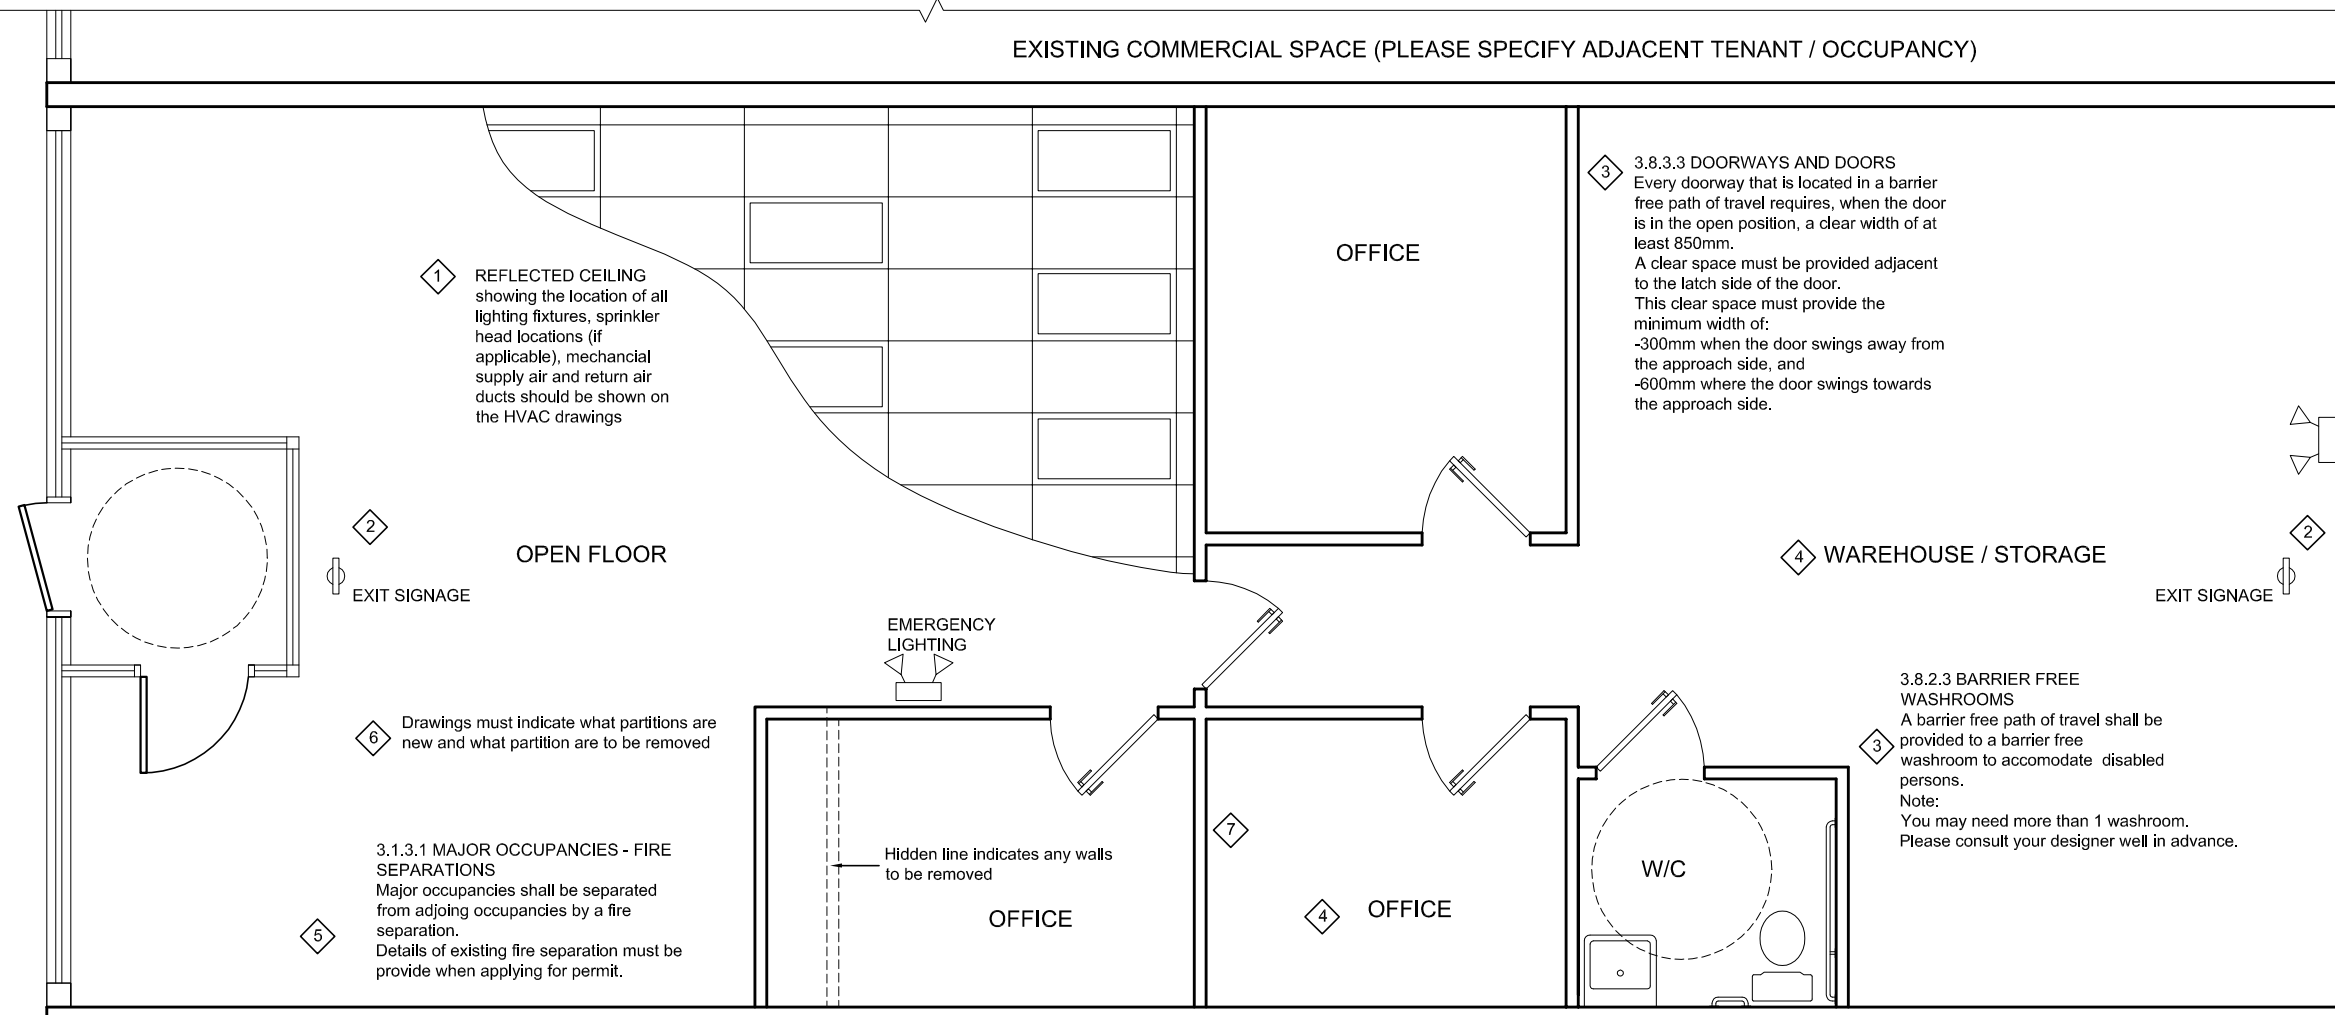 EXISTING COMMERCIAL SPACE (PLEASE SPECIFY ADJACENT TENANT / OCCUPANCY)
1
REFLECTED CEILING
showing the location of all
lighting fixtures, sprinkler
head locations (if
applicable), mechancial
supply air and return air
ducts should be shown on
the HVAC drawings
OFFICE
3
3.8.3.3 DOORWAYS AND DOORS
Every doorway that is located in a barrier
free path of travel requires, when the door
is in the open position, a clear width of at
least 850mm.
A clear space must be provided adjacent
to the latch side of the door.
This clear space must provide the
minimum width of:
-300mm when the door swings away from
the approach side, and
-600mm where the door swings towards
the approach side.
2
EXIT SIGNAGE
OPEN FLOOR
4
WAREHOUSE / STORAGE
2
EXIT SIGNAGE
EMERGENCY
LIGHTING
6
Drawings must indicate what partitions are
new and what partition are to be removed
3
3.8.2.3 BARRIER FREE
WASHROOMS
A barrier free path of travel shall be
provided to a barrier free
washroom to accomodate disabled
persons.
Note:
You may need more than 1 washroom.
Please consult your designer well in advance.
5
3.1.3.1 MAJOR OCCUPANCIES - FIRE
SEPARATIONS
Major occupancies shall be separated
from adjoing occupancies by a fire
separation.
Details of existing fire separation must be
provide when applying for permit.
Hidden line indicates any walls
to be removed
OFFICE
7
4
OFFICE
W/C